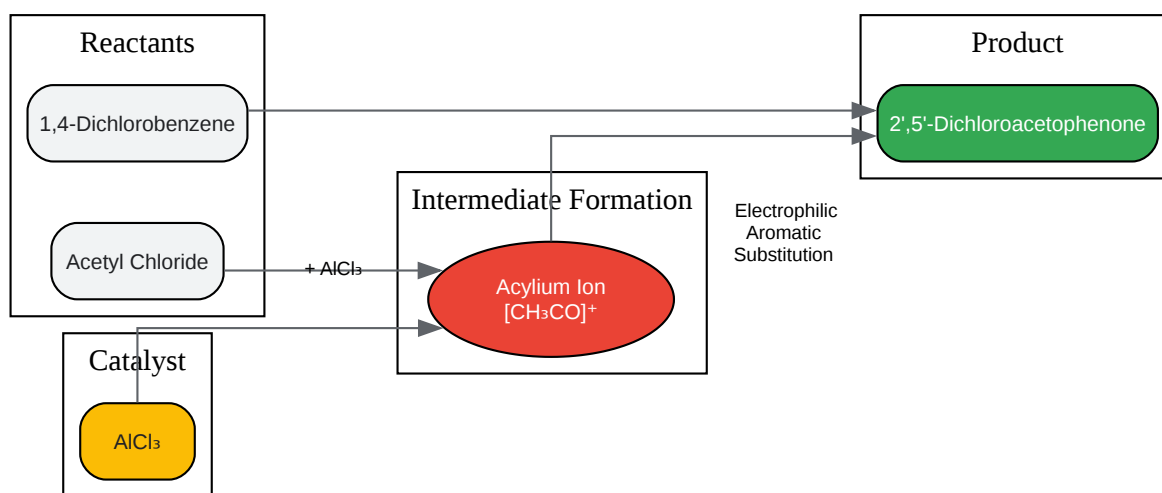 Reactants
1,4-Dichlorobenzene
Acetyl Chloride
+ AlCl₃
Catalyst
AlCl₃
Intermediate Formation
Acylium Ion
[CH₃CO]⁺
Electrophilic
Aromatic
Substitution
Product
2',5'-Dichloroacetophenone